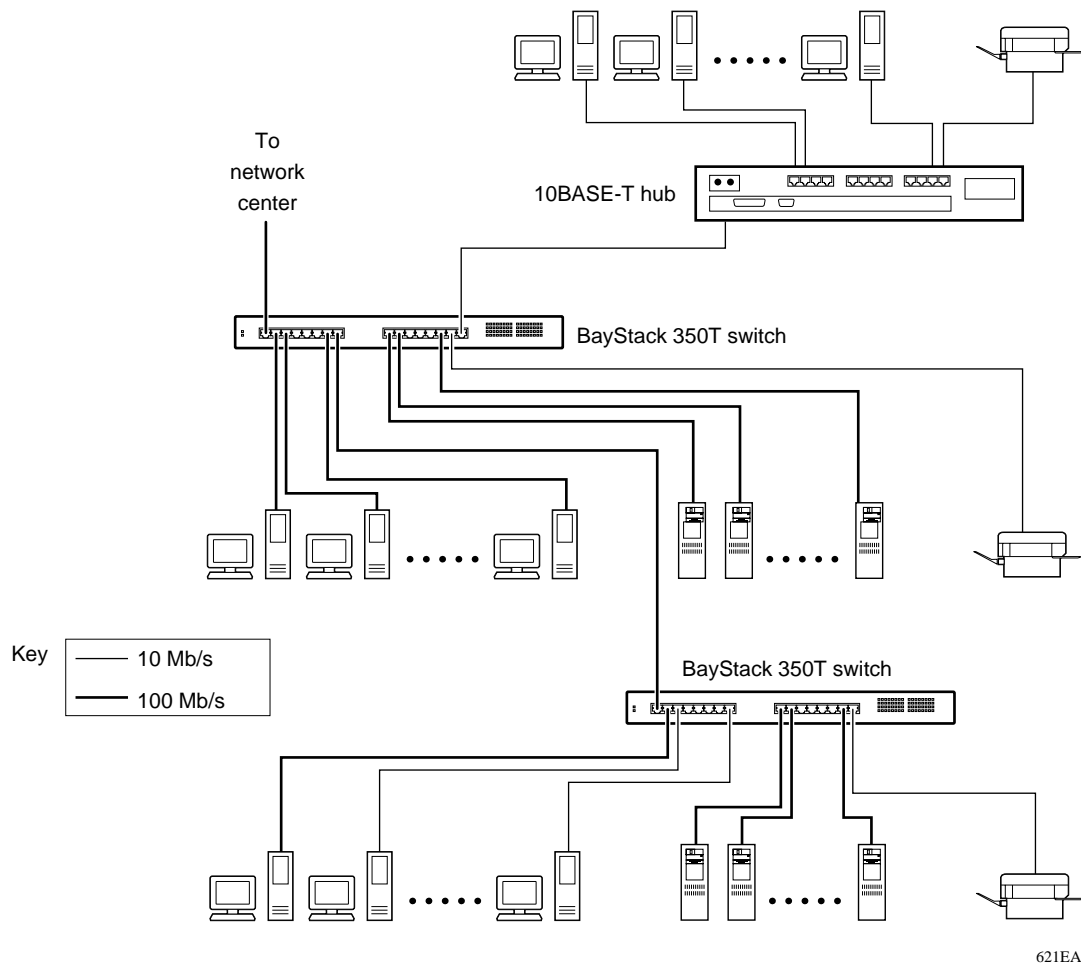 To
network
center
10BASE-T hub
BayStack 350T switch
Key
10 Mb/s
100 Mb/s
BayStack 350T switch
621EA